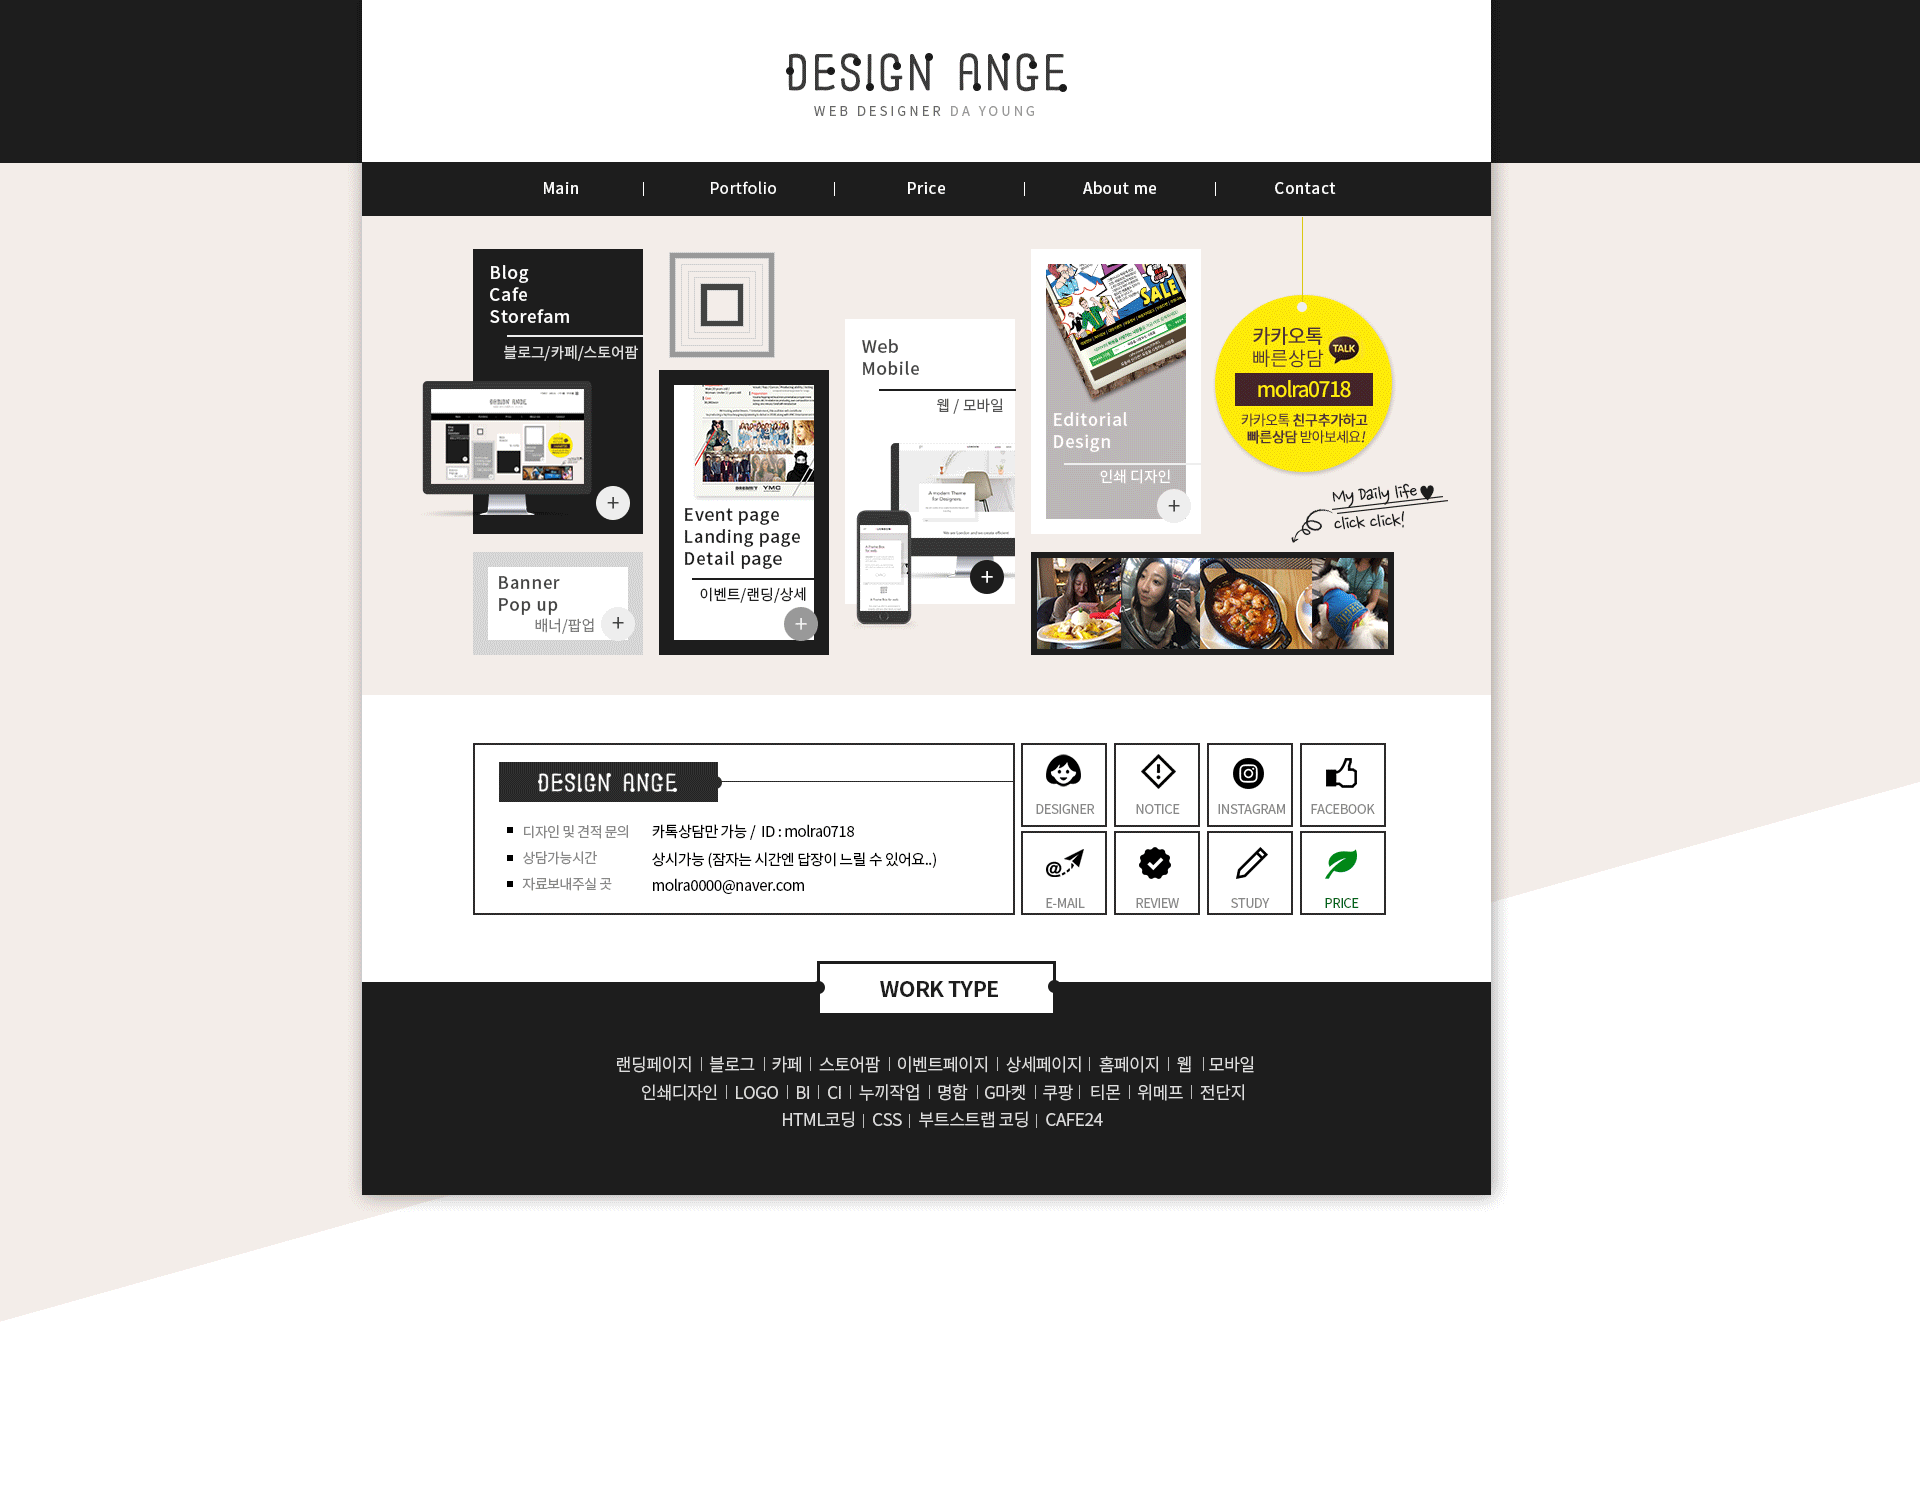 DESIGN ANGE
WEB DESIGNER DA YOUNG
Main
Portfolio
Price
About me
Contact
Blog
Cafe
Storefam
블로그/카페/스토어팜
Banner
Pop up
배너/팝업
Event page
Landing page
Detail page
이벤트/랜딩/상세
Web
Mobile
웹 / 모바일
A modern Theme
for Designers
SALE
Editorial
Design
인쇄 디자인
카카오톡
빠른상담
TALK
molra0718
카카오톡 친구추가하고
빠른상담 받아보세요!
My Daily life
click click!
DESIGN ANGE
디자인 및 견적 문의 카톡상담만 가능 / ID : molra0718
상담가능시간 상시가능 (잠자는 시간엔 답장이 느릴 수 있어요..)
자료보내주실 곳 molra0000@naver.com
DESIGNER
NOTICE
INSTAGRAM
FACEBOOK
E-MAIL
REVIEW
STUDY
PRICE
WORK TYPE
랜딩페이지 | 블로그 | 카페 | 스토어팜 | 이벤트페이지 | 상세페이지 | 홈페이지 | 웹 | 모바일
인쇄디자인 | LOGO | BI | CI | 누끼작업 | 명함 | G마켓 | 쿠팡 | 티몬 | 위메프 | 전단지
HTML코딩 | CSS | 부트스트랩 코딩 | CAFE24